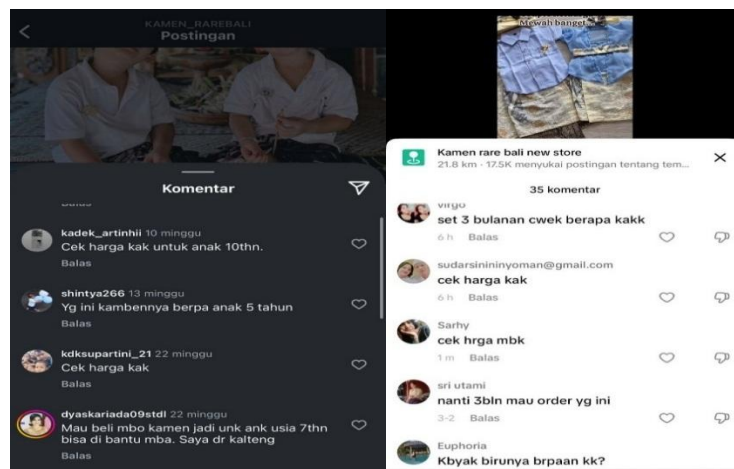 KAMEN_RAREBALI
Postingan
Komentar
Balas
kadek_artinhii 10 minggu
Cek harga kak untuk anak 10thn.
Balas
shintya266 13 minggu
Yg ini kambennya berpa anak 5 tahun
Balas
kdksupartini_21 22 minggu
Cek harga kak
Balas
dyaskariada09stdl 22 minggu
Mau beli mbo kamen jadi unk ank usia 7thn
bisa di bantu mba. Saya dr kalteng
Balas
Mewah banget
Kamen rare bali new store
21.8 km · 17.5K menyukai postingan tentang tem...
35 komentar
virgo
set 3 bulanan cwek berapa kakk
6 h Balas
sudarsinininyoman@gmail.com
cek harga kak
6 h Balas
Sarhy
cek hrga mbk
1 m Balas
sri utami
nanti 3bln mau order yg ini
3-2 Balas
Euphoria
Kbyak birunya brpaan kk?